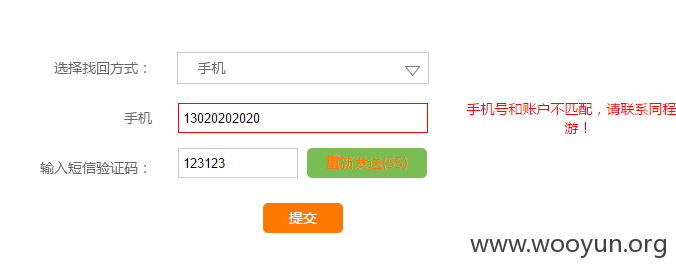 选择找回方式： 手机
手机 13020202020 手机号和账户不匹配，请联系同程
游！
输入短信验证码： 123123 重新发送(55)
提交
www.wooyun.org